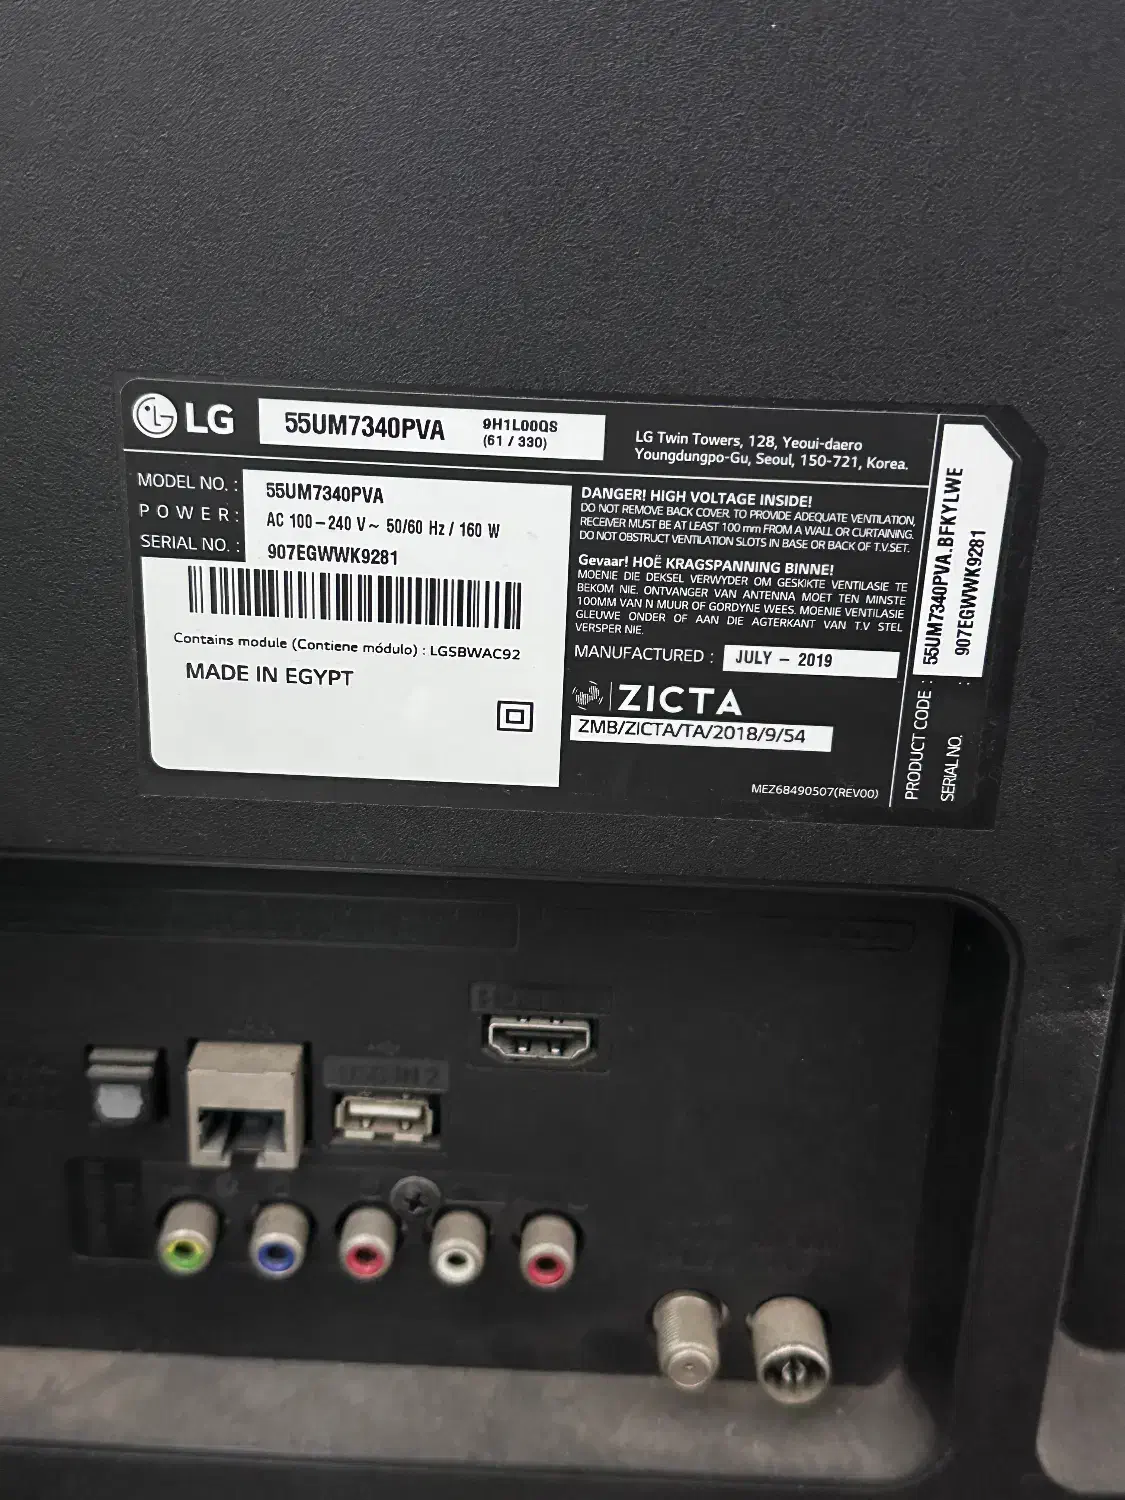 LG 55UM7340PVA 9H1L00QS
(61 / 330)
LG Twin Towers, 128, Yeoui-daero
Youngdungpo-Gu, Seoul, 150-721, Korea.
MODEL NO. : 55UM7340PVA
POWER : AC 100 – 240 V ~ 50/60 Hz / 160 W
SERIAL NO. : 907EGWWK9281
Contains module (Contiene módulo) : LGSBWAC92
MADE IN EGYPT
DANGER! HIGH VOLTAGE INSIDE!
DO NOT REMOVE BACK COVER. TO PROVIDE ADEQUATE VENTILATION,
RECEIVER MUST BE AT LEAST 100 mm FROM A WALL OR CURTAINING.
DO NOT OBSTRUCT VENTILATION SLOTS IN BASE OR BACK OF T.V.SET.
Gevaar! HOË KRAGSPANNING BINNE!
MOENIE DIE DEKSEL VERWYDER OM GESKIKTE VENTILASIE TE
BEKOM NIE. ONTVANGER VAN ANTENNA MOET TEN MINSTE
100MM VAN N MUUR OF GORDYNE WEES. MOENIE VENTILASIE
GLEUWE ONDER OF AAN DIE AGTERKANT VAN T.V STEL
VERSPER NIE.
MANUFACTURED : JULY – 2019
ZICTA
ZMB/ZICTA/TA/2018/9/54
MEZ68490507(REV00)
PRODUCT CODE : 55UM7340PVA.BFKYLWE
SERIAL NO. : 907EGWWK9281
USB IN 2